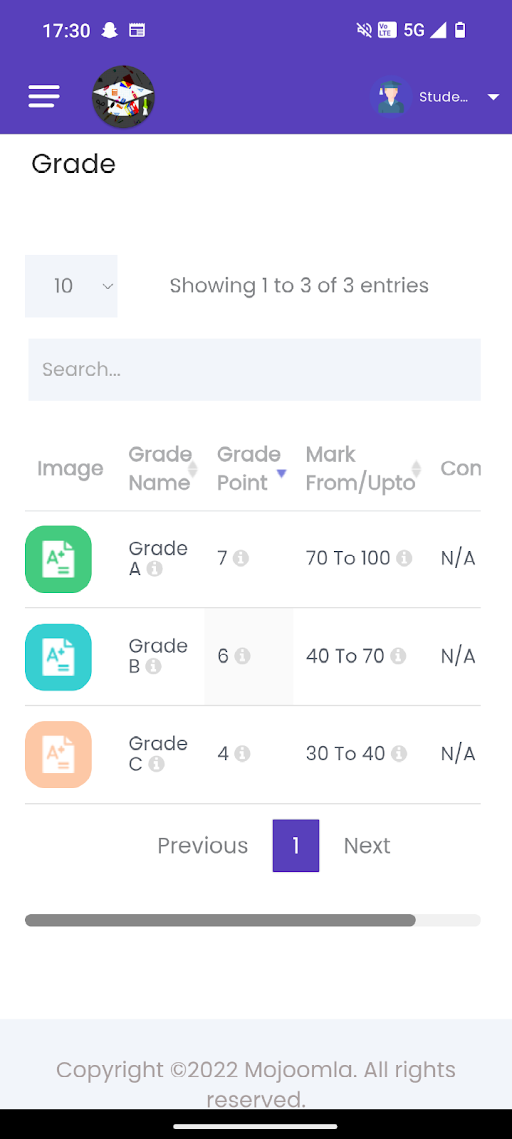 17:30 Vo LTE 5G
Stude...
Grade
10 Showing 1 to 3 of 3 entries
Search...
Image Grade Name Grade Point Mark From/Upto Con
A+ Grade A 7 70 To 100 N/A
A+ Grade B 6 40 To 70 N/A
A+ Grade C 4 30 To 40 N/A
Previous 1 Next
Copyright ©2022 Mojoomla. All rights
reserved.